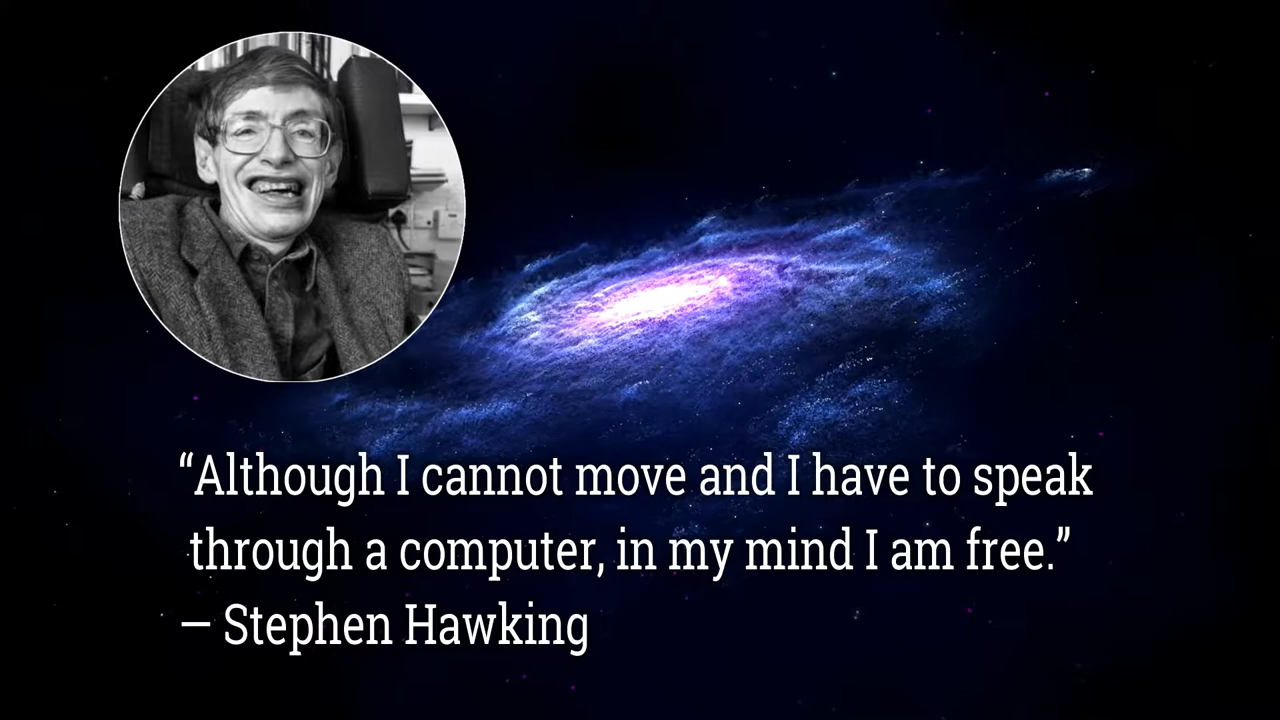 “Although I cannot move and I have to speak
through a computer, in my mind I am free.”
– Stephen Hawking